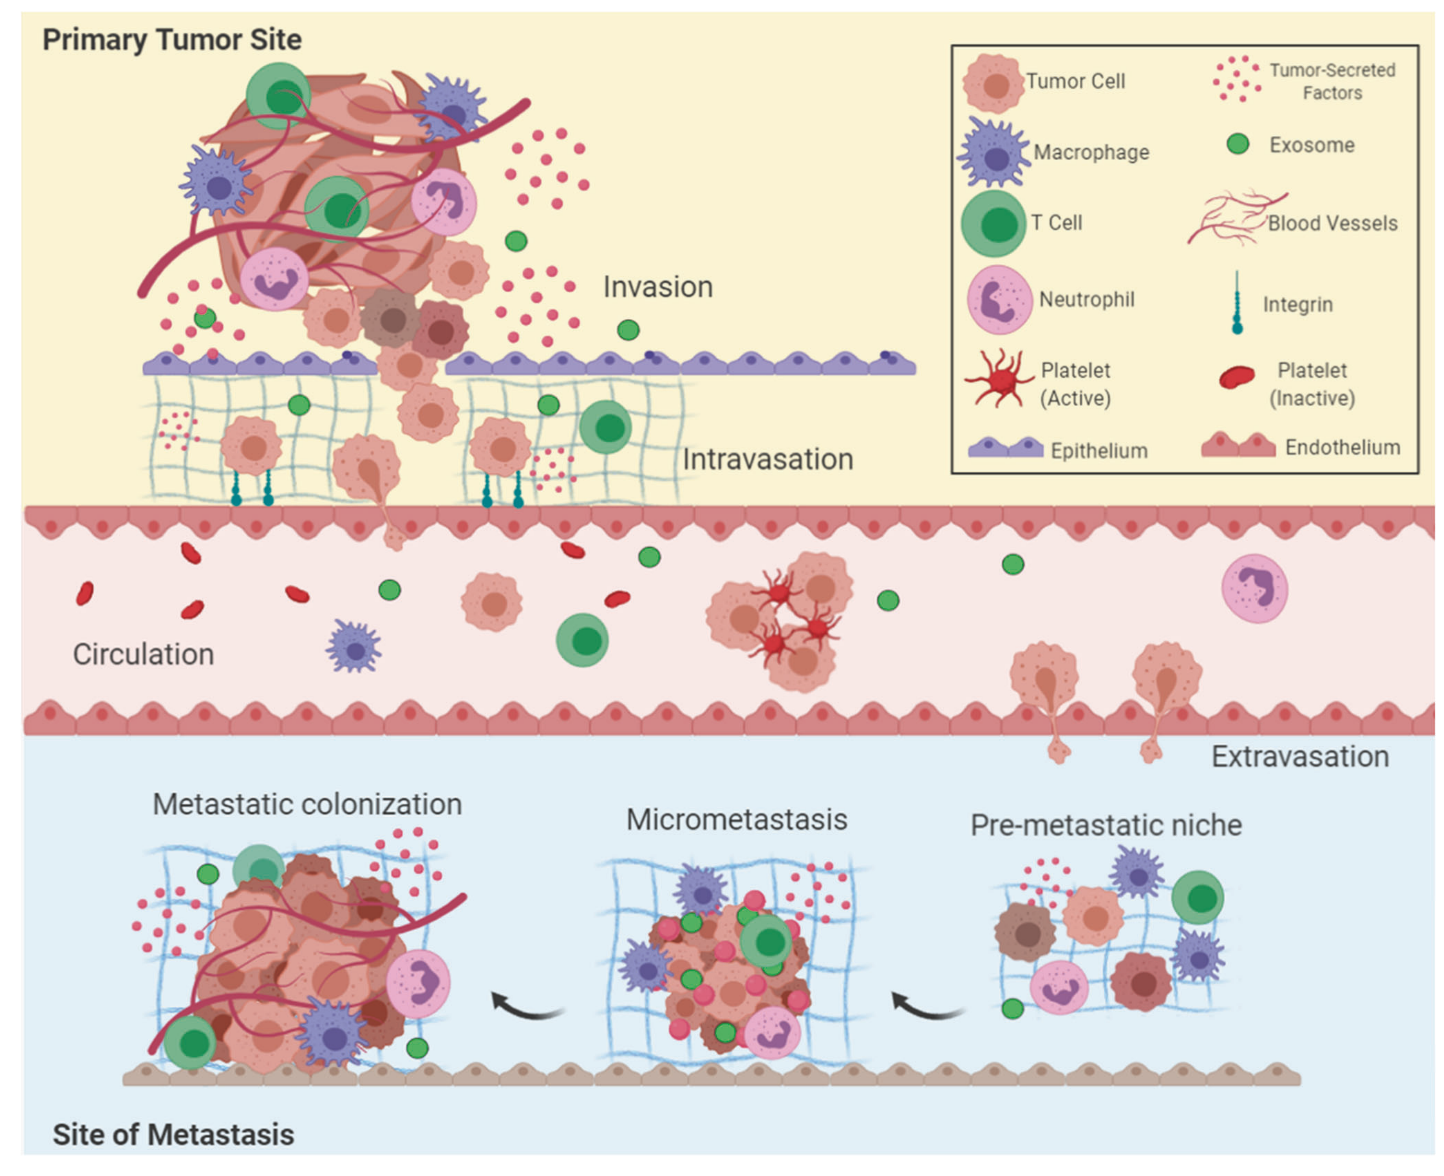 Primary Tumor Site
Tumor Cell
Tumor-Secreted
Factors
Macrophage
Exosome
T Cell
Blood Vessels
Neutrophil
Integrin
Platelet
(Active)
Platelet
(Inactive)
Epithelium
Endothelium
Invasion
Intravasation
Circulation
Extravasation
Metastatic colonization
Micrometastasis
Pre-metastatic niche
Site of Metastasis